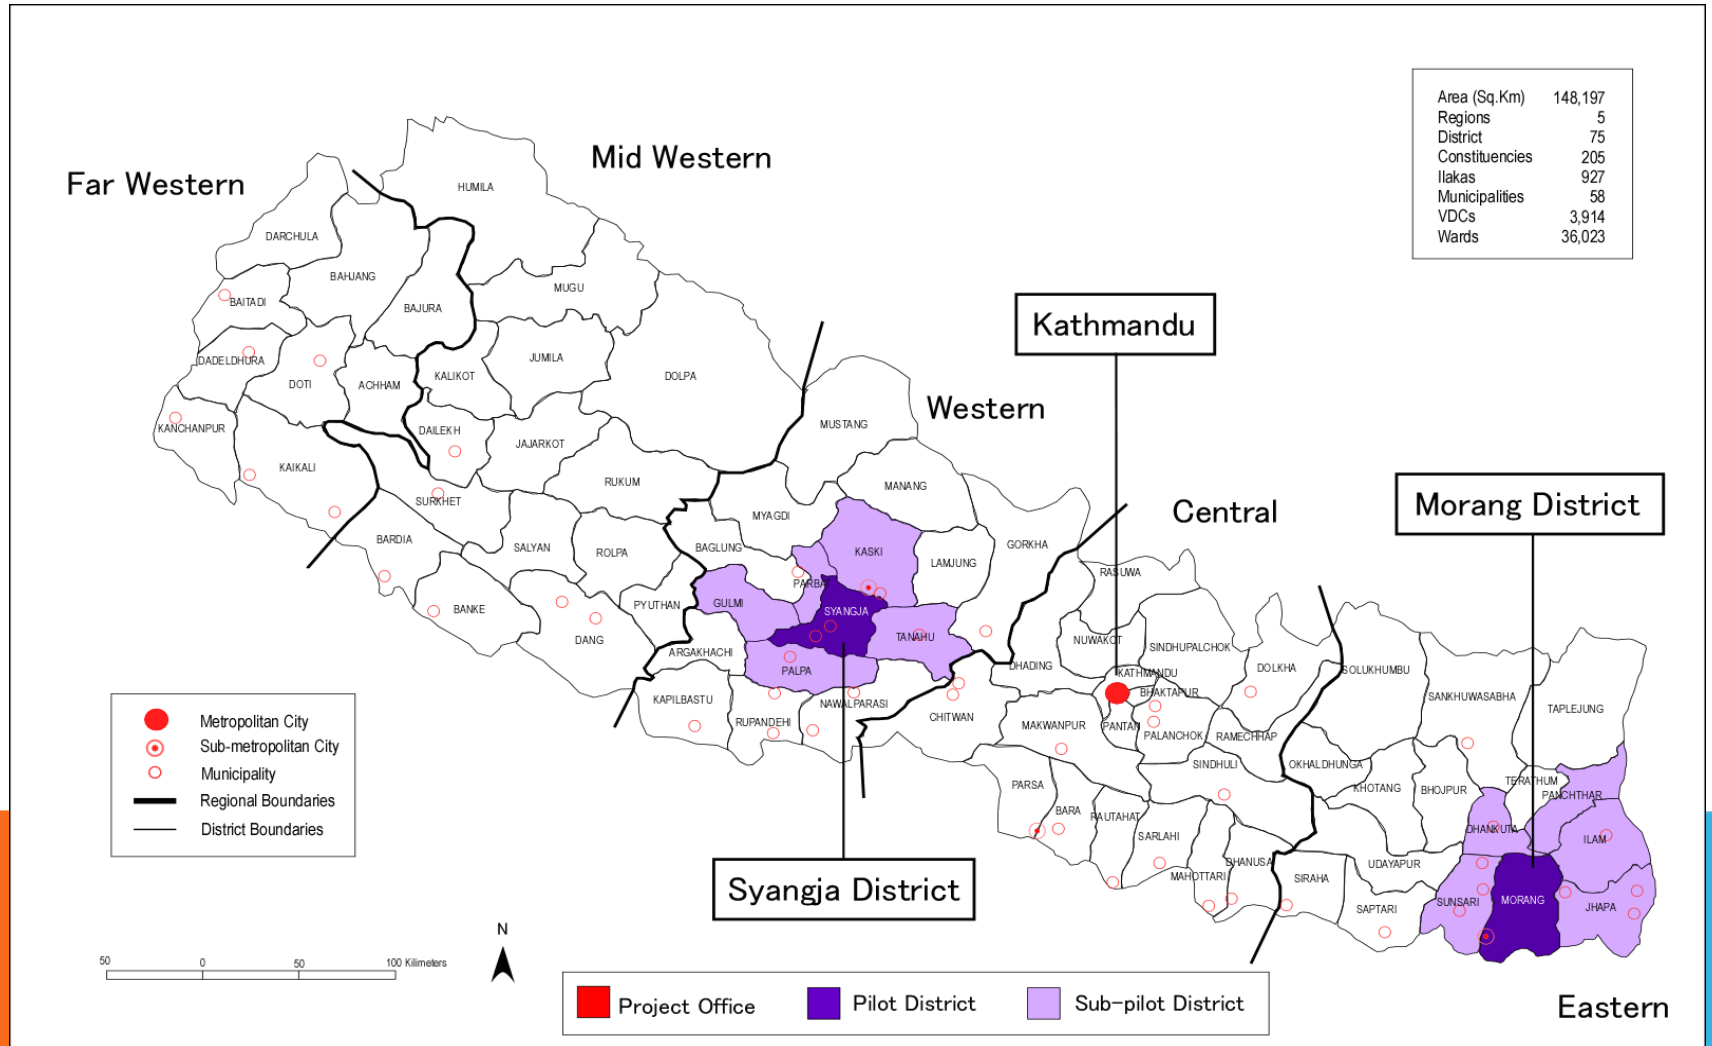 Area (Sq.Km) 148,197
Regions 5
District 75
Constituencies 205
Ilakas 927
Municipalities 58
VDCs 3,914
Wards 36,023
Far Western
Mid Western
Western
Central
Eastern
Kathmandu
Morang District
Syangja District
HUMILA
DARCHULA
BAHJANG
BAITADI
BAJURA
MUGU
DADELDHURA
DOTI
ACHHAM
KALIKOT
JUMILA
DOLPA
KANCHANPUR
KAIKALI
DAILEKH
JAJARKOT
SURKHET
RUKUM
BARDIA
SALYAN
ROLPA
BANKE
DANG
PYUTHAN
MUSTANG
MANANG
MYAGDI
BAGLUNG
KASKI
LAMJUNG
GORKHA
PARBA
GULMI
SYANGJA
TANAHU
ARGAKHACHI
PALPA
KAPILBASTU
RUPANDEHI
NAWALPARASI
CHITWAN
RASUWA
NUWAKOT
SINDHUPALCHOK
DHADING
KATHMANDU
BHAKTAPUR
DOLKHA
MAKWANPUR
PANTAN
PALANCHOK
RAMECHHAP
SINDHULI
PARSA
BARA
RAUTAHAT
SARLAHI
MAHOTTARI
DHANUSA
SOLUKHUMBU
SANKHUWASABHA
TAPLEJUNG
OKHALDHUNGA
KHOTANG
BHOJPUR
TERATHUM
PANCHTHAR
DHANKUTA
ILAM
UDAYAPUR
SIRAHA
SAPTARI
SUNSARI
MORANG
JHAPA
Metropolitan City
Sub-metropolitan City
Municipality
Regional Boundaries
District Boundaries
N
50 0 50 100 Kilimeters
Project Office
Pilot District
Sub-pilot District